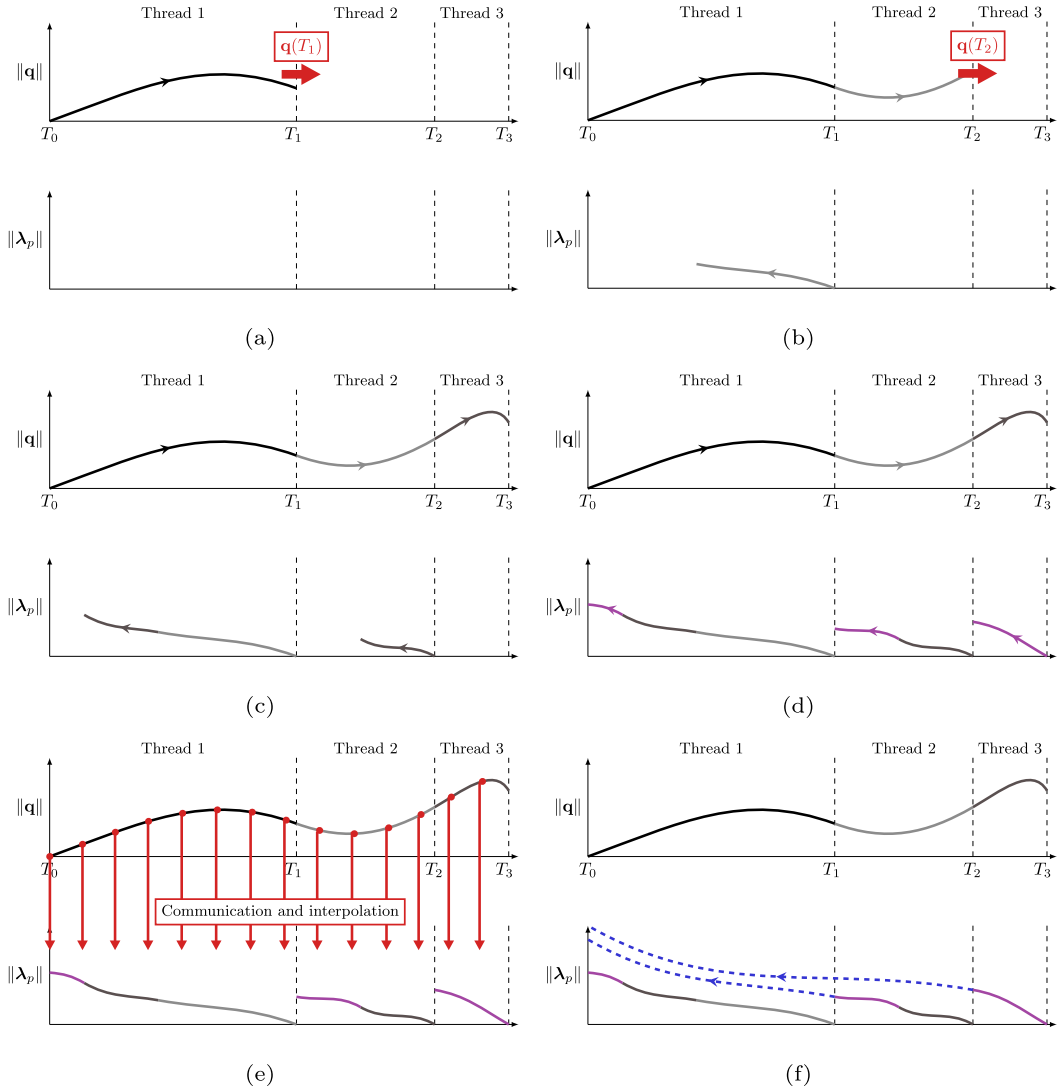 Thread 1 Thread 2 Thread 3
q(T₁)
‖q‖
T₀ T₁ T₂ T₃
‖λₚ‖
(a)
Thread 1 Thread 2 Thread 3
q(T₂)
‖q‖
T₀ T₁ T₂ T₃
‖λₚ‖
(b)
Thread 1 Thread 2 Thread 3
‖q‖
T₀ T₁ T₂ T₃
‖λₚ‖
(c)
Thread 1 Thread 2 Thread 3
‖q‖
T₀ T₁ T₂ T₃
‖λₚ‖
(d)
Thread 1 Thread 2 Thread 3
‖q‖
T₀ T₁ T₂ T₃
Communication and interpolation
‖λₚ‖
(e)
Thread 1 Thread 2 Thread 3
‖q‖
T₀ T₁ T₂ T₃
‖λₚ‖
(f)